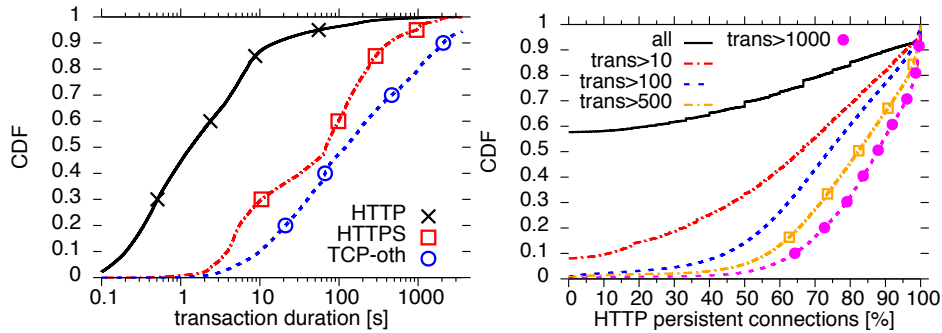 CDF
1
0.9
0.8
0.7
0.6
0.5
0.4
0.3
0.2
0.1
0
0.1 1 10 100 1000
transaction duration [s]
HTTP
HTTPS
TCP-oth
CDF
1
0.9
0.8
0.7
0.6
0.5
0.4
0.3
0.2
0.1
0
0 10 20 30 40 50 60 70 80 90 100
HTTP persistent connections [%]
all
trans>10
trans>100
trans>500
trans>1000